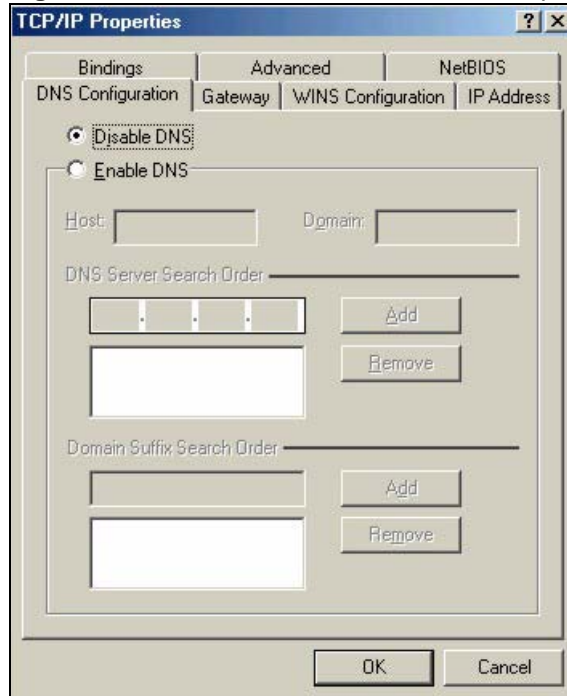 TCP/IP Properties
Bindings Advanced NetBIOS
DNS Configuration Gateway WINS Configuration IP Address
Disable DNS
Enable DNS
Host: Domain:
DNS Server Search Order
. . . Add
Remove
Domain Suffix Search Order
Add
Remove
OK Cancel